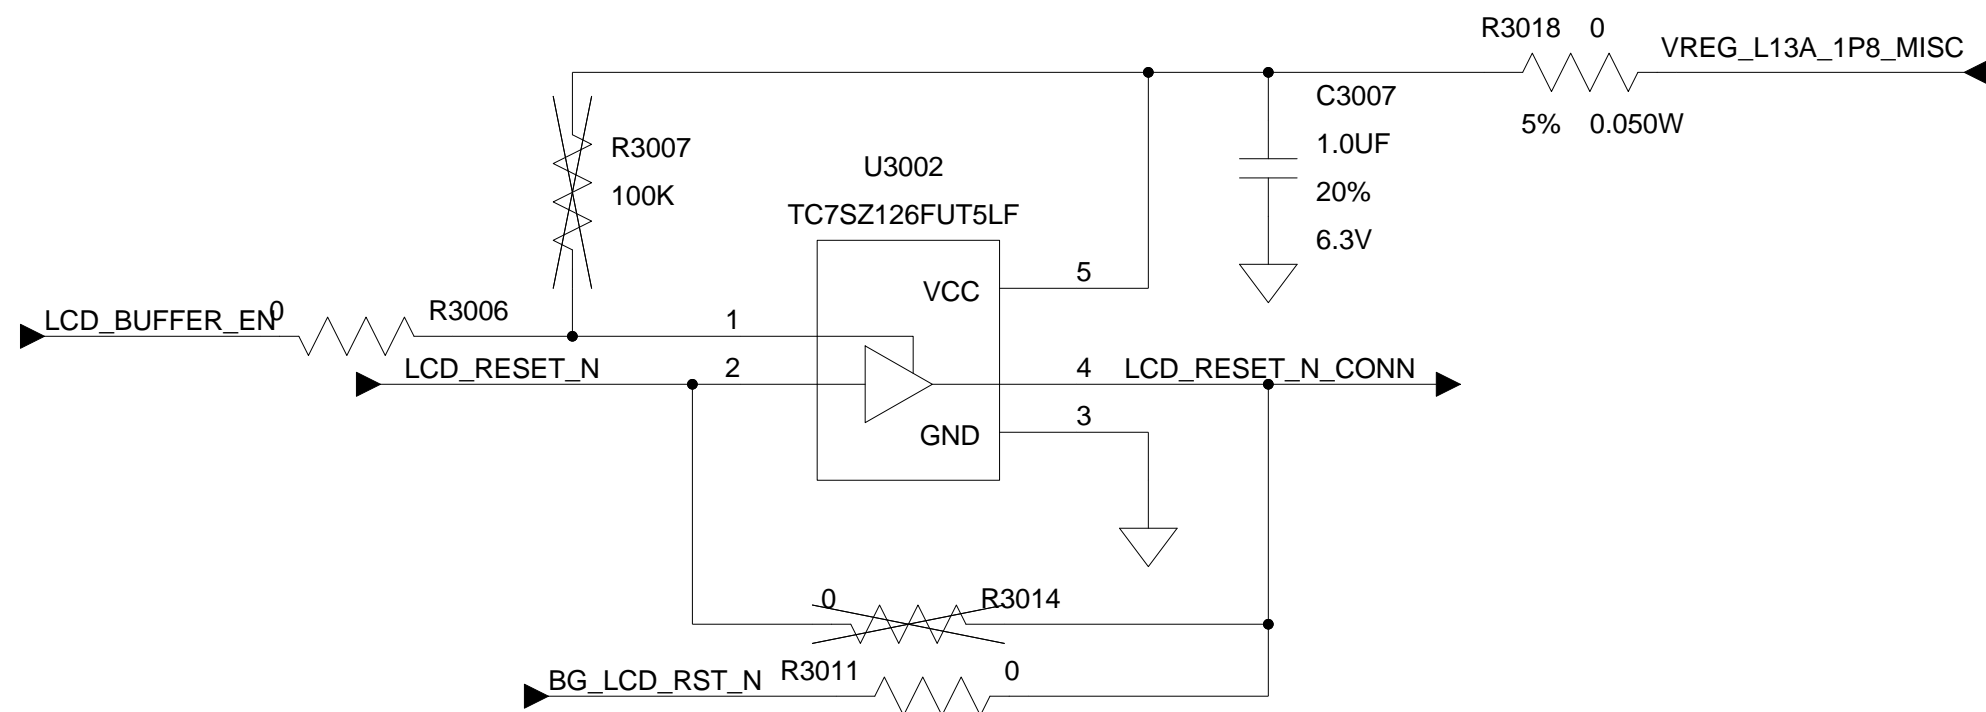 R3018 0
VREG_L13A_1P8_MISC
C3007
5% 0.050W
R3007
1.0UF
U3002
100K
20%
TC7SZ126FUT5LF
6.3V
5
VCC
LCD_BUFFER_EN
0
R3006
1
LCD_RESET_N
2
4
LCD_RESET_N_CONN
3
GND
0
R3014
BG_LCD_RST_N
R3011
0